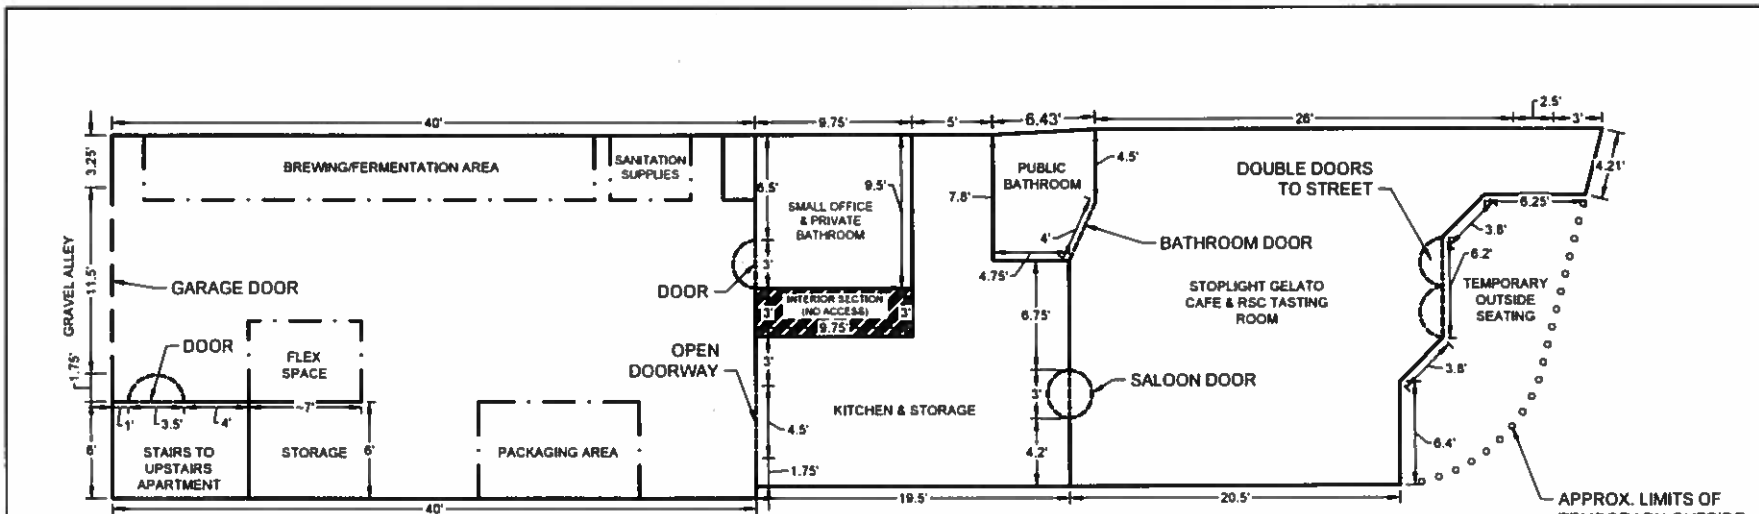 2.5'
40'
9.75'
5'
6.43'
26'
3'
3.25'
BREWING/FERMENTATION AREA
SANITATION
SUPPLIES
6.5'
9.5'
PUBLIC
BATHROOM
4.5'
DOUBLE DOORS
TO STREET
4.21'
7.8'
SMALL OFFICE
& PRIVATE
BATHROOM
6.25'
3.8'
4'
BATHROOM DOOR
6.2'
GRAVEL ALLEY
11.5'
GARAGE DOOR
DOOR
3'
4.75'
STOPLIGHT GELATO
CAFE & RSC TASTING
ROOM
TEMPORARY
OUTSIDE
SEATING
INTERIOR SECTION
(NO ACCESS)
3'
3'
9.75'
6.75'
DOOR
FLEX
SPACE
OPEN
DOORWAY
3'
1.75'
SALOON DOOR
3.8'
~7'
1'
3.5'
4'
KITCHEN & STORAGE
3'
4.5'
6'
STAIRS TO
UPSTAIRS
APARTMENT
STORAGE
6'
PACKAGING AREA
4.2'
6.4'
1.75'
40'
19.5'
20.5'
APPROX. LIMITS OF